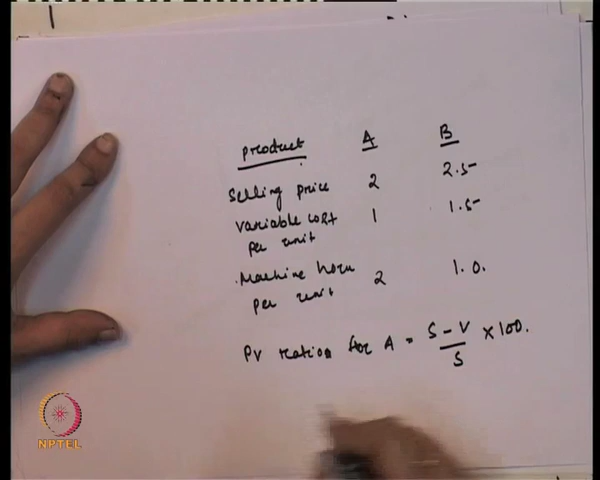 product A B
Selling price 2 2.5
variable cost 1 1.5
per unit
Machine hour 2 1.0.
per unit
PV ration for A = S - V / S × 100.
NPTEL